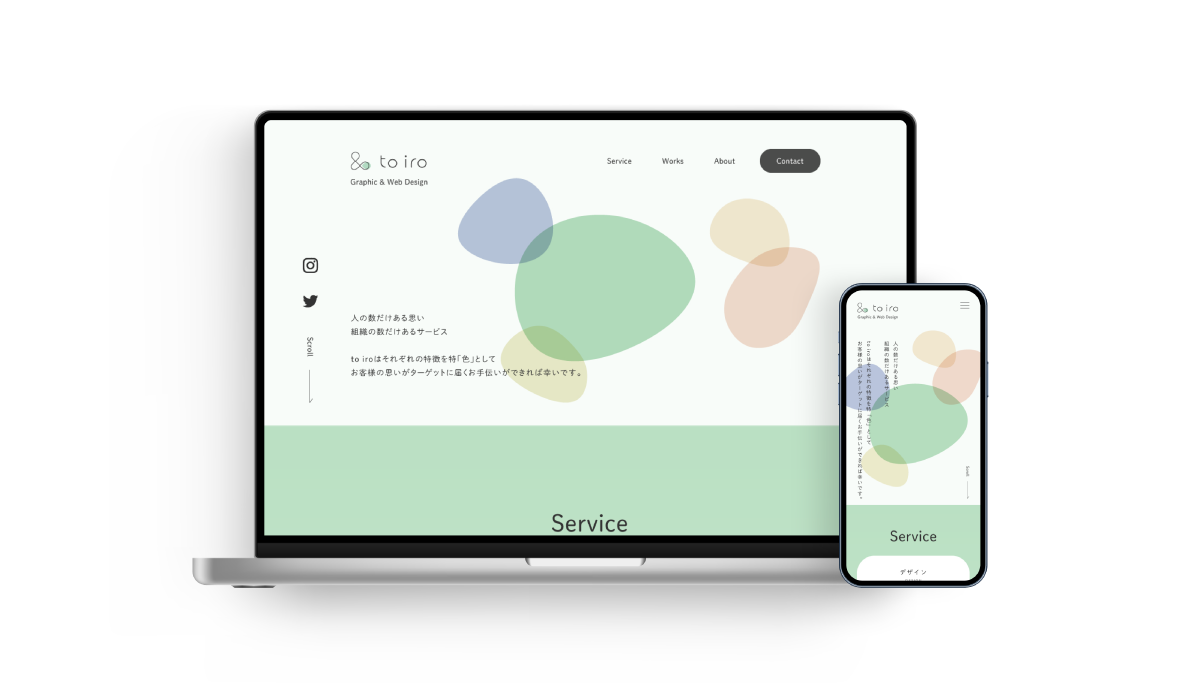 to iro
Graphic & Web Design
Service
Works
About
Contact
Scroll
人の数だけある思い
組織の数だけあるサービス
to iroはそれぞれの特徴を特「色」として
お客様の思いがターゲットに届くお手伝いができれば幸いです。
Service
to iro
Graphic & Web Design
人の数だけある思い
組織の数だけあるサービス
to iroはそれぞれの特徴を特「色」として
お客様の思いがターゲットに届くお手伝いができれば幸いです。
Scroll
Service
デザイン